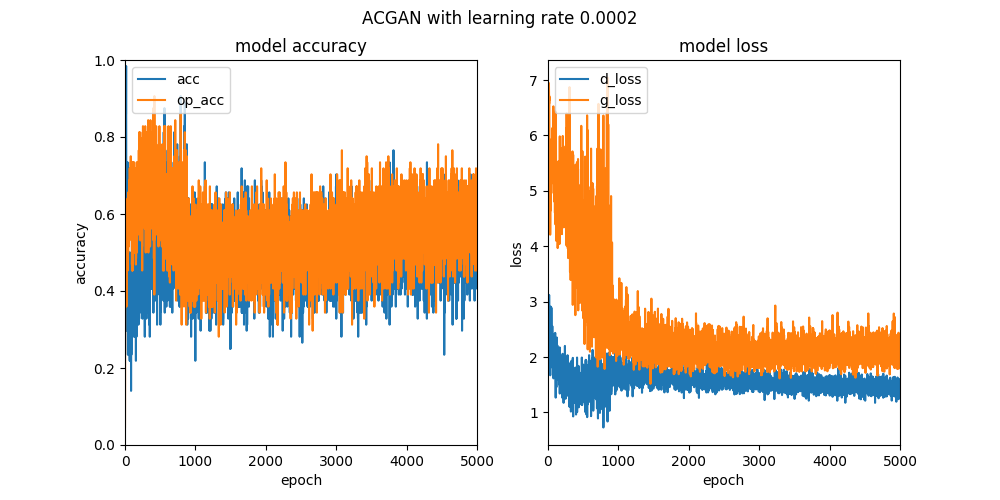 ACGAN with learning rate 0.0002
model accuracy
acc
op_acc
accuracy
1.0
0.8
0.6
0.4
0.2
0.0
0
1000
2000
3000
4000
5000
epoch
model loss
d_loss
g_loss
loss
7
6
5
4
3
2
1
0
1000
2000
3000
4000
5000
epoch